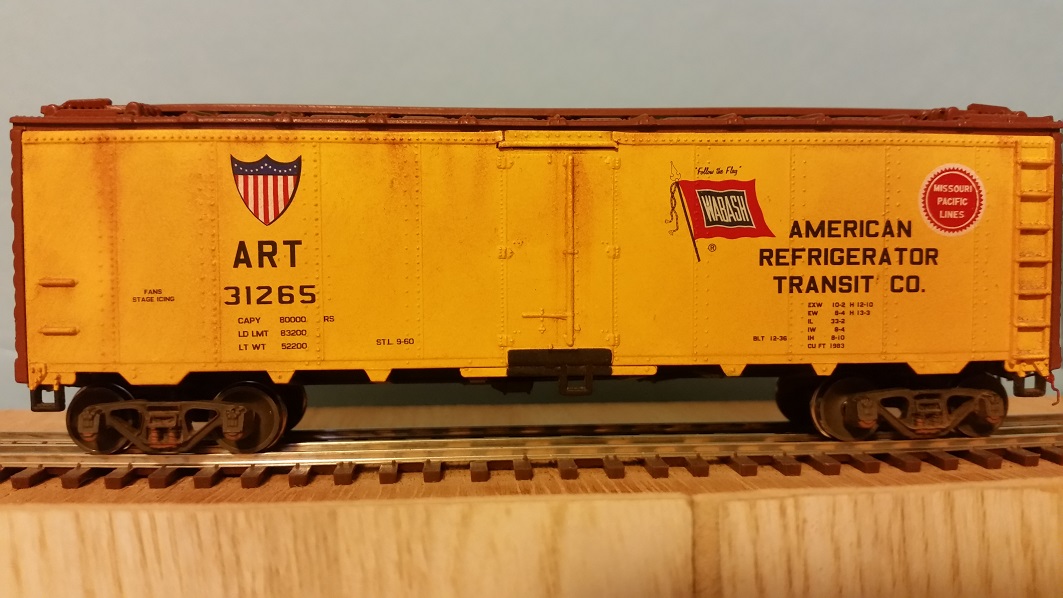 ART
31265
FANS
STAGE ICING
CAPY 80000 RS
LD LMT 83200
LT WT 52200
ST.L. 9-60
"Follow the Flag"
WABASH
®
MISSOURI
PACIFIC
LINES
AMERICAN
REFRIGERATOR
TRANSIT CO.
EXW 10-2 H 12-10
EW 8-4 H 13-3
IL 33-2
IW 8-4
BLT 12-36 IH 8-10
CU FT 1983